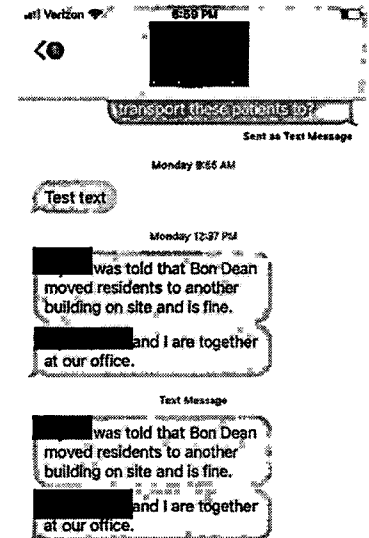 Verizon 6:59 PM
transport these patients to?
Sent as Text Message
Monday 9:55 AM
Test text
Monday 12:37 PM
was told that Bon Dean
moved residents to another
building on site and is fine.
and I are together
at our office.
Text Message
was told that Bon Dean
moved residents to another
building on site and is fine.
and I are together
at our office.